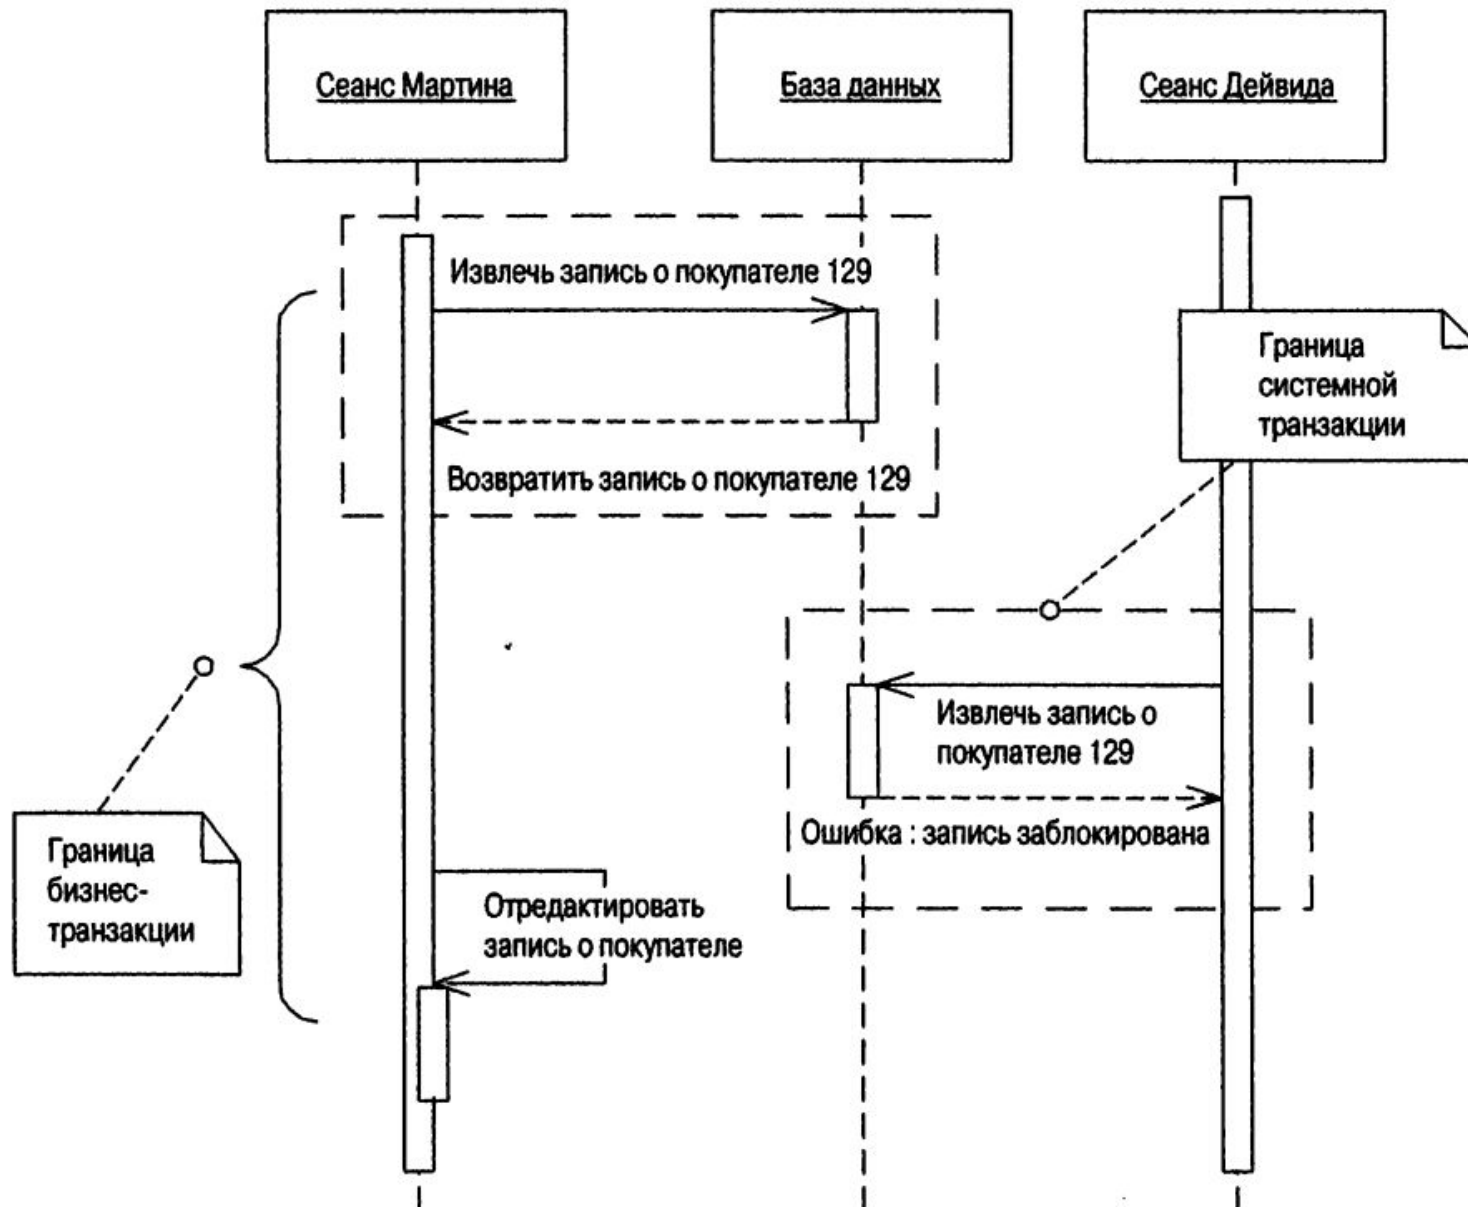 Сеанс Мартина
База данных
Сеанс Дейвида
Извлечь запись о покупателе 129
Граница
системной
транзакции
Возвратить запись о покупателе 129
Извлечь запись о
покупателе 129
Ошибка : запись заблокирована
Граница
бизнес-
транзакции
Отредактировать
запись о покупателе